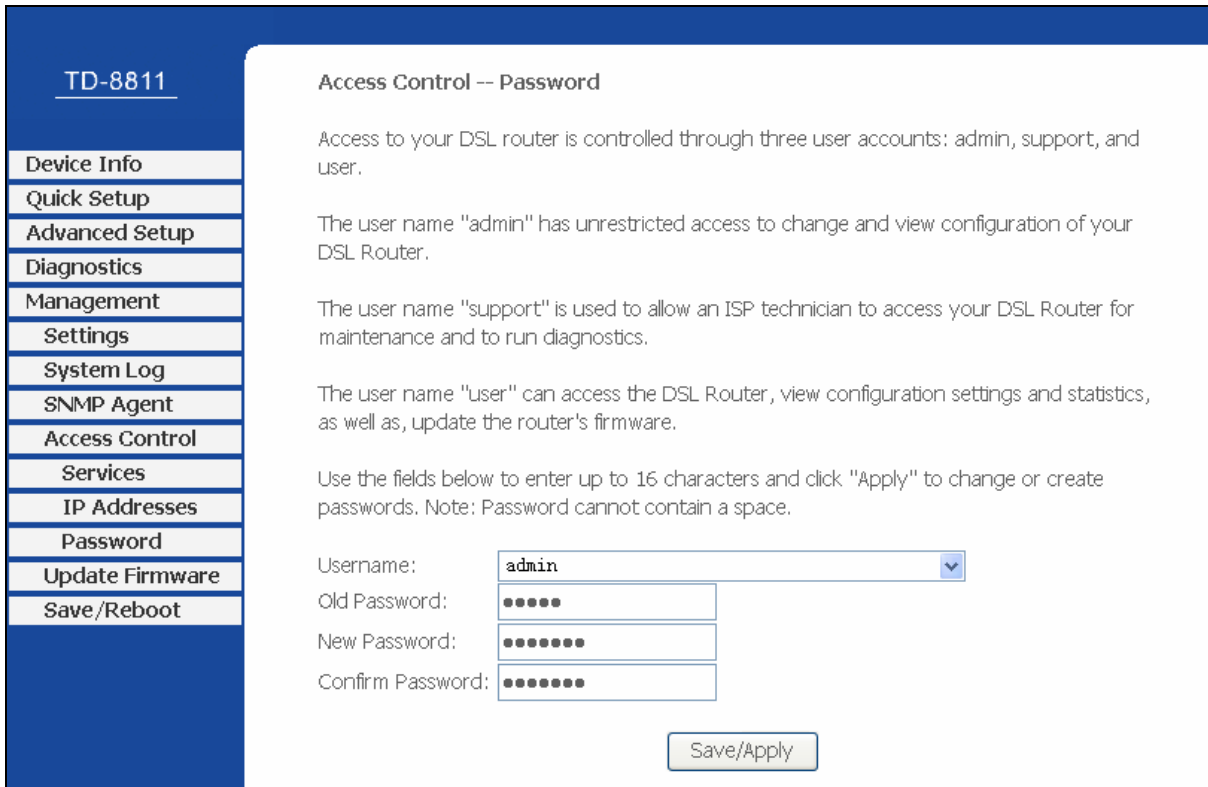 TD-8811
Device Info
Quick Setup
Advanced Setup
Diagnostics
Management
Settings
System Log
SNMP Agent
Access Control
Services
IP Addresses
Password
Update Firmware
Save/Reboot
Access Control -- Password
Access to your DSL router is controlled through three user accounts: admin, support, and
user.
The user name "admin" has unrestricted access to change and view configuration of your
DSL Router.
The user name "support" is used to allow an ISP technician to access your DSL Router for
maintenance and to run diagnostics.
The user name "user" can access the DSL Router, view configuration settings and statistics,
as well as, update the router's firmware.
Use the fields below to enter up to 16 characters and click "Apply" to change or create
passwords. Note: Password cannot contain a space.
Username: admin
Old Password: •••••
New Password: •••••••
Confirm Password: •••••••
Save/Apply